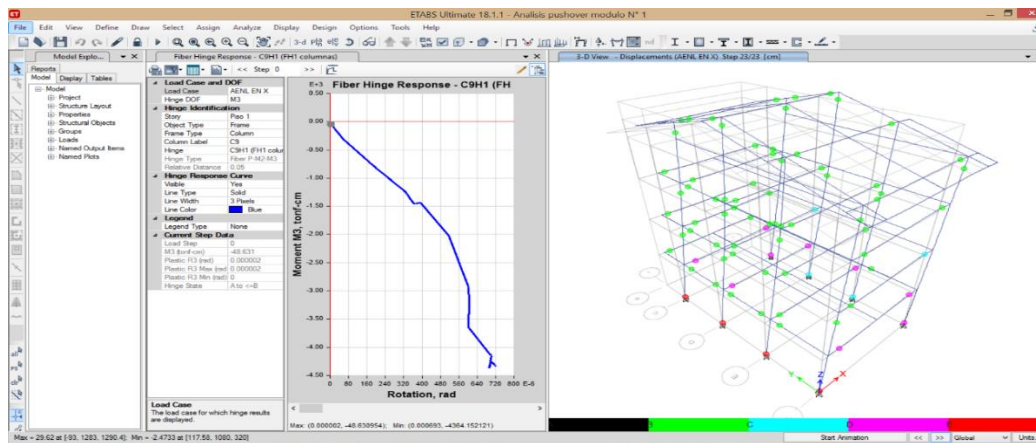 ETABS Ultimate 18.1.1 - Analisis pushover modulo N° 1
File Edit View Define Draw Select Assign Analyze Display Design Options Tools Help
Model Explo...
Reports
Model Display Tables
Model
Project
Structure Layout
Properties
Structural Objects
Groups
Loads
Named Output Items
Named Plots
Fiber Hinge Response - C9H1 (FH1 columnas)
<< Step 0 >>
Load Case and DOF
Load Case AENL EN X
Hinge DOF M3
Hinge Identification
Story Piso 1
Object Type Frame
Frame Type Column
Column Label C9
Hinge C9H1 (FH1 colu
Hinge Type Fiber P-M2-M3
Relative Distance 0.05
Hinge Response Curve
Visible Yes
Line Type Solid
Line Width 3 Pixels
Line Color Blue
Legend
Legend Type None
Current Step Data
Load Step 0
M3 (tonf-cm) -48.631
Plastic R3 (rad) 0.000002
Plastic R3 Max (rad 0.000002
Plastic R3 Min (rad) 0
Hinge State A to <=B
Load Case
The load case for which hinge results
are displayed.
E+3 Fiber Hinge Response - C9H1 (FH
0.50
0.00
-0.50
-1.00
-1.50
-2.00
-2.50
-3.00
-3.50
-4.00
-4.50
Moment M3, tonf-cm
0 80 160 240 320 400 480 560 640 720 800 E-6
Rotation, rad
Max: (0.000002, -48.630954); Min: (0.000693, -4364.152121)
3-D View - Displacements (AENL EN X) Step 23/23 [cm]
Y Z X
B C D E
Max = 29.62 at [-93, 1283, 1290.4]; Min = -2.4733 at [117.58, 1080, 320]
Start Animation << >> Global Units